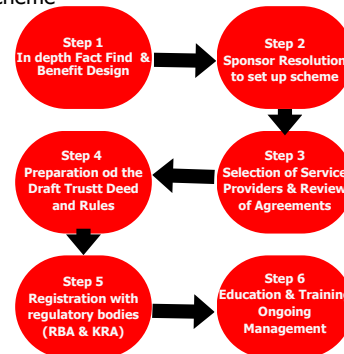 scheme
Step 1
In depth Fact Find &
Benefit Design
Step 2
Sponsor Resolution
to set up scheme
Step 4
Preparation od the
Draft Trustt Deed
and Rules
Step 3
Selection of Service
Providers & Review
of Agreements
Step 5
Registration with
regulatory bodies
(RBA & KRA)
Step 6
Education & Training
Ongoing
Management